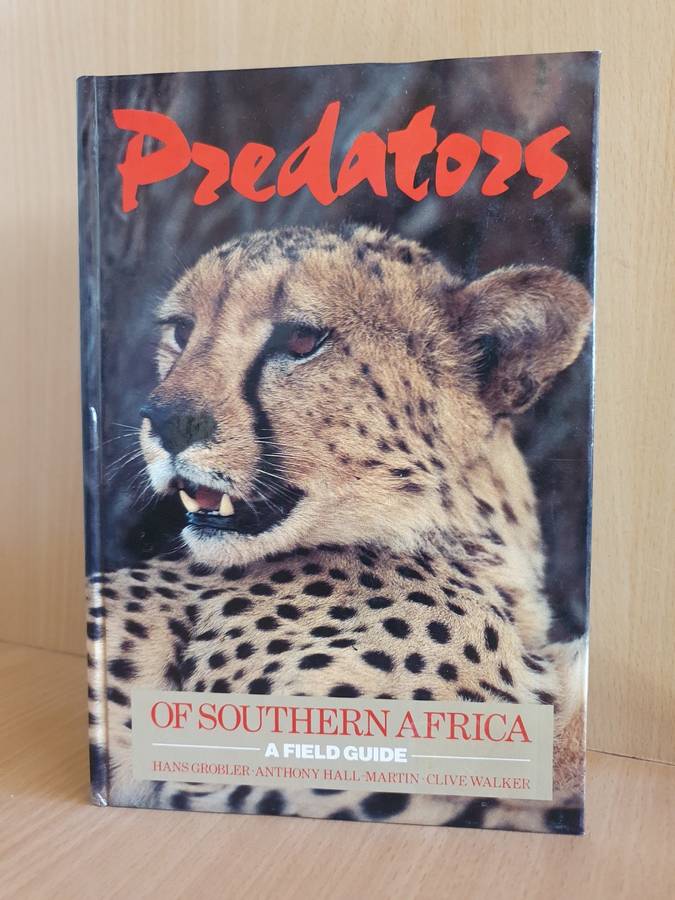 Predators
OF SOUTHERN AFRICA
A FIELD GUIDE
HANS GROBLER · ANTHONY HALL-MARTIN · CLIVE WALKER